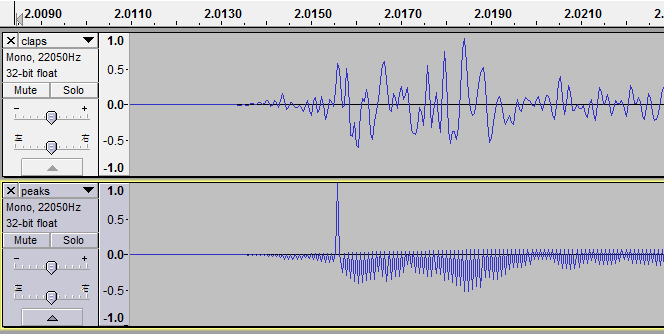 2.0090 2.0110 2.0130 2.0150 2.0170 2.0190 2.0210 2.
× claps ▼
Mono, 22050Hz
32-bit float
Mute Solo
- +
1.0
0.5
0.0
-0.5
-1.0
× peaks ▼
Mono, 22050Hz
32-bit float
Mute Solo
- +
1.0
0.5
0.0
-0.5
-1.0